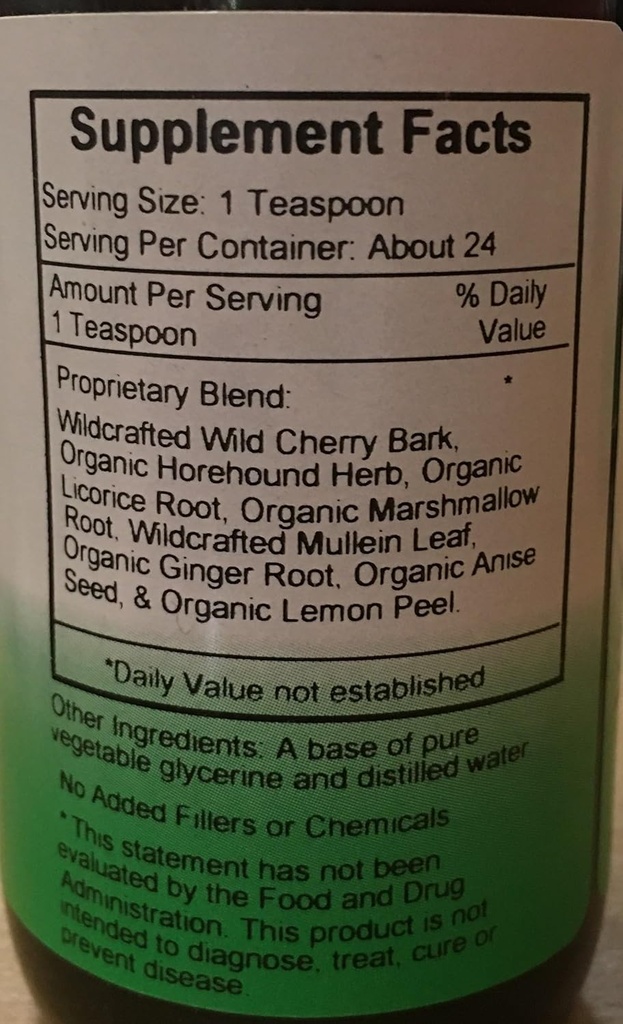 Supplement Facts
Serving Size: 1 Teaspoon
Serving Per Container: About 24
Amount Per Serving % Daily
1 Teaspoon Value
Proprietary Blend: *
Wildcrafted Wild Cherry Bark,
Organic Horehound Herb, Organic
Licorice Root, Organic Marshmallow
Root, Wildcrafted Mullein Leaf,
Organic Ginger Root, Organic Anise
Seed, & Organic Lemon Peel.
*Daily Value not established
Other Ingredients: A base of pure
vegetable glycerine and distilled water
No Added Fillers or Chemicals
*This statement has not been
evaluated by the Food and Drug
Administration. This product is not
intended to diagnose, treat, cure or
prevent disease.